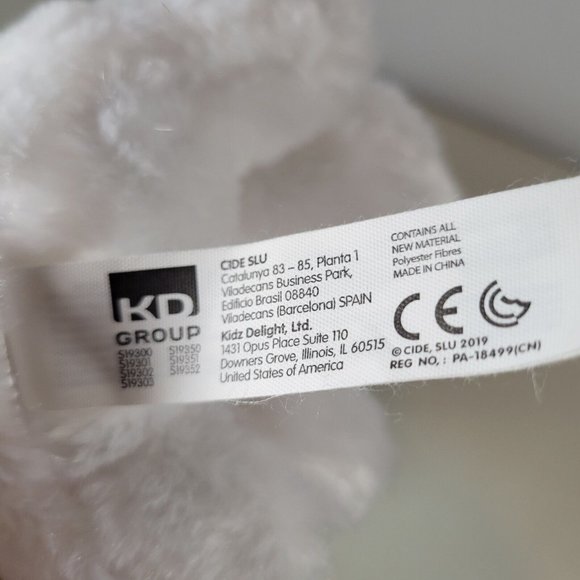 KD
GROUP
S19300 S19350
S19301 S19351
S19302 S19352
S19303
CIDE SLU
Catalunya 83 – 85, Planta 1
Viladecans Business Park,
Edificio Brasil 08840
Viladecans (Barcelona) SPAIN
Kidz Delight, Ltd.
1431 Opus Place Suite 110
Downers Grove, Illinois, IL 60515
United States of America
CONTAINS ALL
NEW MATERIAL
Polyester Fibres
MADE IN CHINA
CE
© CIDE, SLU 2019
REG NO, : PA-18499(CN)